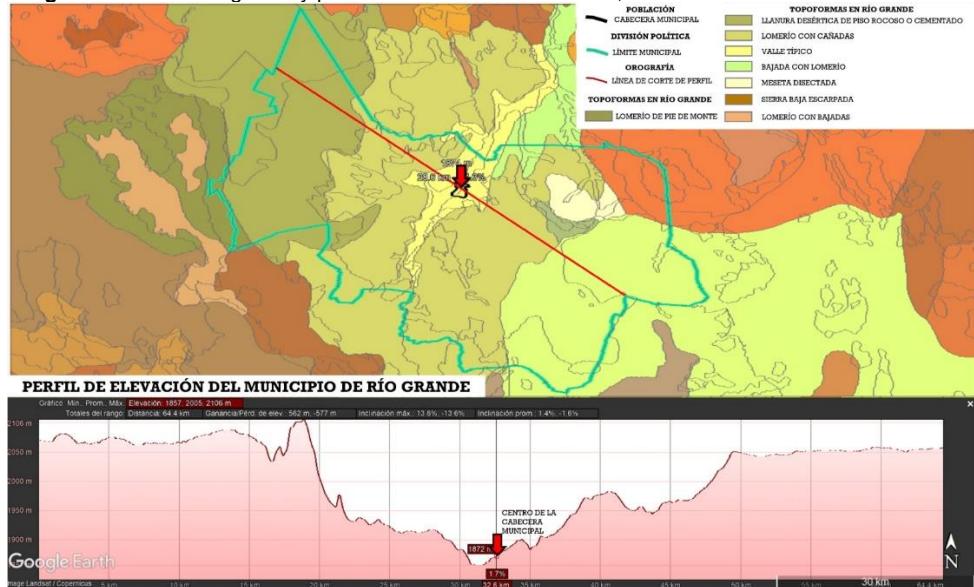 POBLACIÓN
CABECERA MUNICIPAL
DIVISIÓN POLÍTICA
LÍMITE MUNICIPAL
OROGRAFÍA
LÍNEA DE CORTE DE PERFIL
TOPOFORMAS EN RÍO GRANDE
LOMERÍO DE PIE DE MONTE
TOPOFORMAS EN RÍO GRANDE
LLANURA DESÉRTICA DE PISO ROCOSO O CEMENTADO
LOMERÍO CON CAÑADAS
VALLE TÍPICO
BAJADA CON LOMERÍO
MESETA DISECTADA
SIERRA BAJA ESCARPADA
LOMERÍO CON BAJADAS
PERFIL DE ELEVACIÓN DEL MUNICIPIO DE RÍO GRANDE
Gráfico Mín., Prom., Máx. Elevación: 1857, 2005, 2106 m
Totales del rango: Distancia: 64.4 km Ganancia/Pérd. de elev.: 562 m, -577 m Inclinación máx.: 13.6%, -13.6% Inclinación prom.: 1.4%, -1.6%
2106 m
2050 m
2000 m
1950 m
1900 m
CENTRO DE LA
CABECERA
MUNICIPAL
1872 m
1.7%
Google Earth
N
Image Landsat / Copernicus
5 km 10 km 15 km 20 km 25 km 30 km 32.6 km 35 km 40 km 45 km 50 km 55 km 30 km 64.4 km